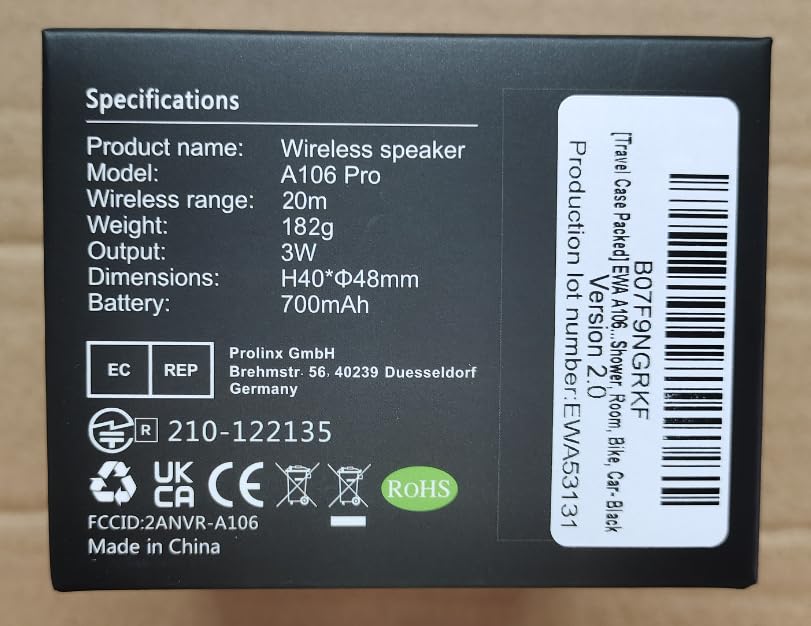 Specifications
Product name: Wireless speaker
Model: A106 Pro
Wireless range: 20m
Weight: 182g
Output: 3W
Dimensions: H40*Φ48mm
Battery: 700mAh
EC REP
Prolinx GmbH
Brehmstr. 56, 40239 Duesseldorf
Germany
R 210-122135
UK
CA
CE
RoHS
FCCID:2ANVR-A106
Made in China
B07F9NGRKF
[Travel Case Packed] EWA A106...Shower, Room, Bike, Car- Black
Version 2.0
Production lot number:EWA53131